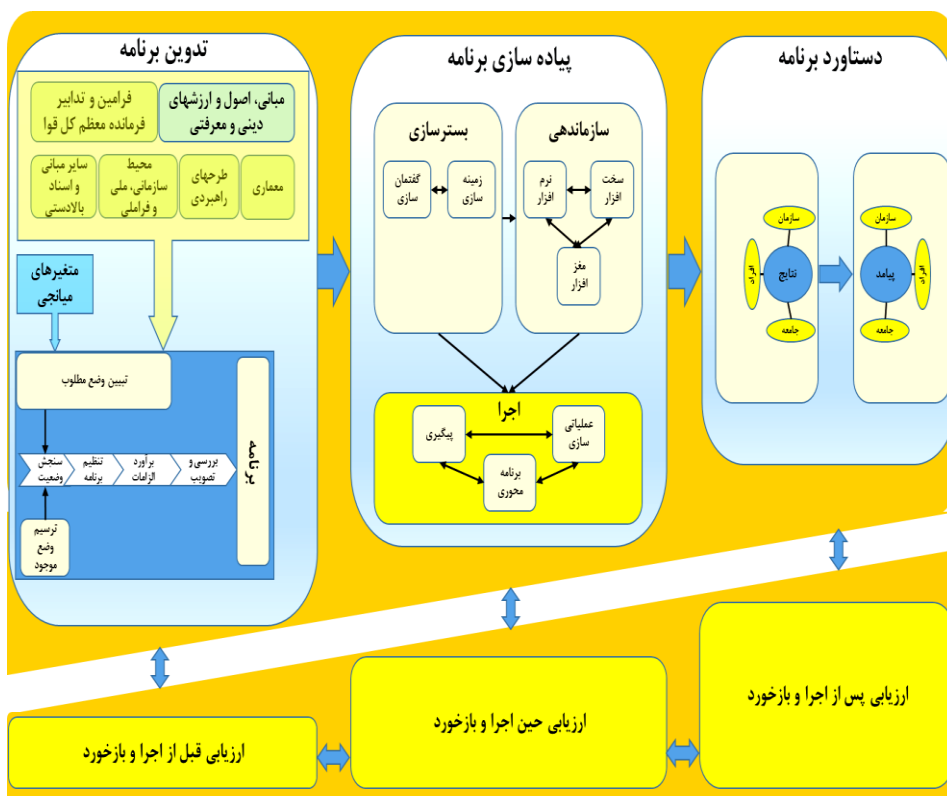 تدوین برنامه
مبانی، اصول و ارزشهای
دینی و معرفتی
فرامین و تدابیر
فرمانده معظم کل قوا
معماری
طرحهای
راهبردی
محیط
سازمانی، ملی
و فراملی
سایر مبانی
و اسناد
بالادستی
متغیرهای
میانجی
تبیین وضع مطلوب
سنجش
وضعیت
تنظیم
برنامه
برآورد
الزامات
بررسی و
تصویب
برنامه
ترسیم
وضع
موجود
پیاده سازی برنامه
بسترسازی
گفتمان
سازی
زمینه
سازی
سازماندهی
نرم
افزار
سخت
افزار
مغز
افزار
اجرا
پیگیری
عملیاتی
سازی
برنامه
محوری
دستاورد برنامه
سازمان
افراد
نتایج
جامعه
سازمان
پیامد
افراد
جامعه
ارزیابی قبل از اجرا و بازخورد
ارزیابی حین اجرا و بازخورد
ارزیابی پس از اجرا و بازخورد